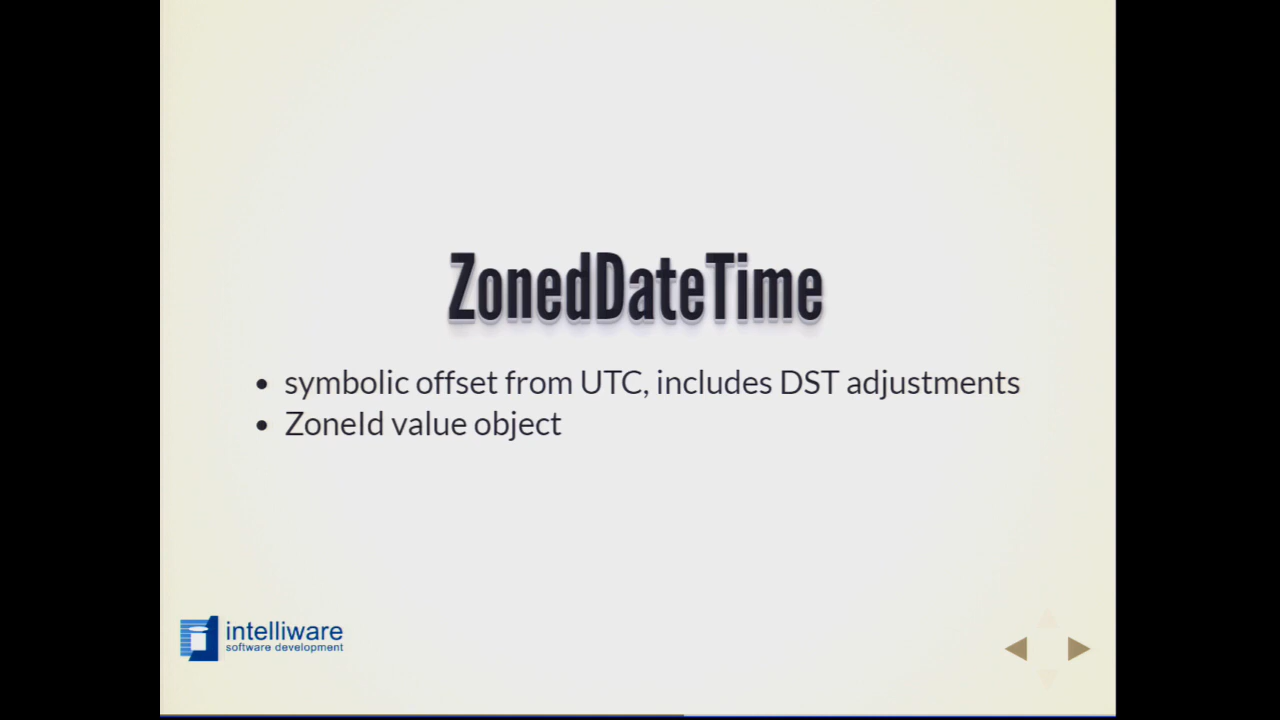 ZonedDateTime
• symbolic offset from UTC, includes DST adjustments
• ZoneId value object
intelliware
software development